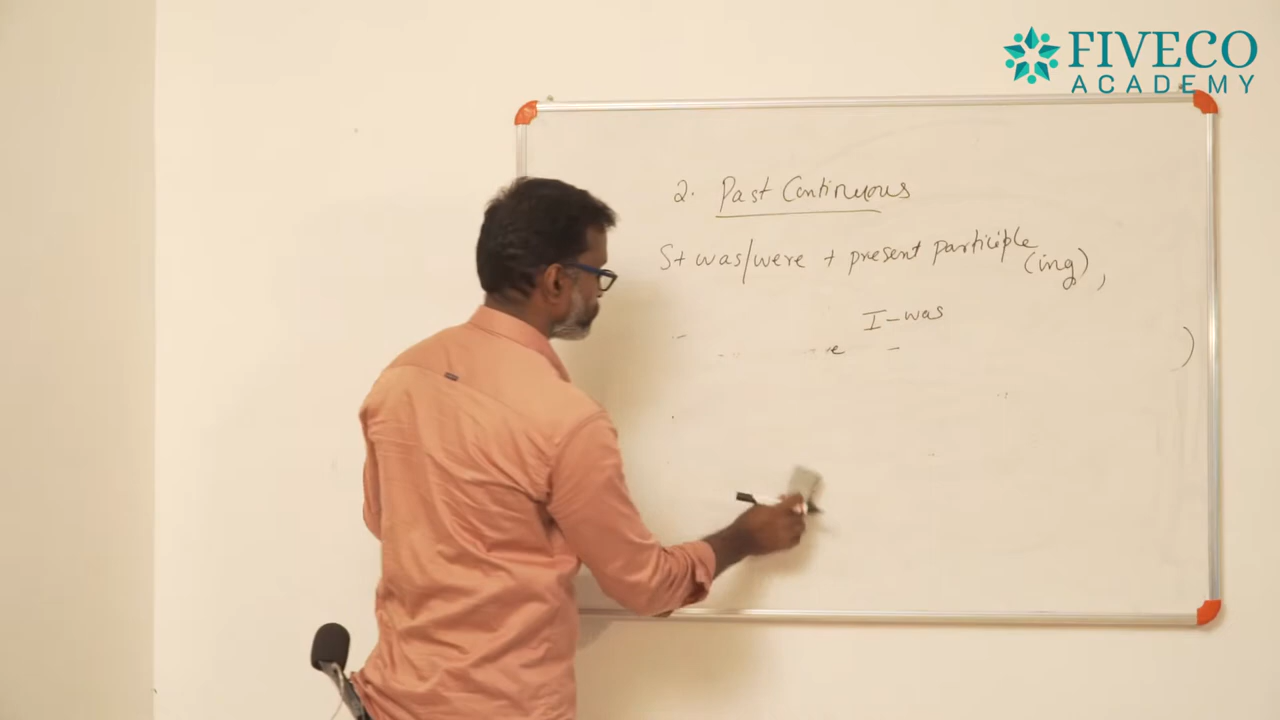 FIVECO
ACADEMY
2. Past Continuous
S+ was/were + present participle
(ing),
I-was
)